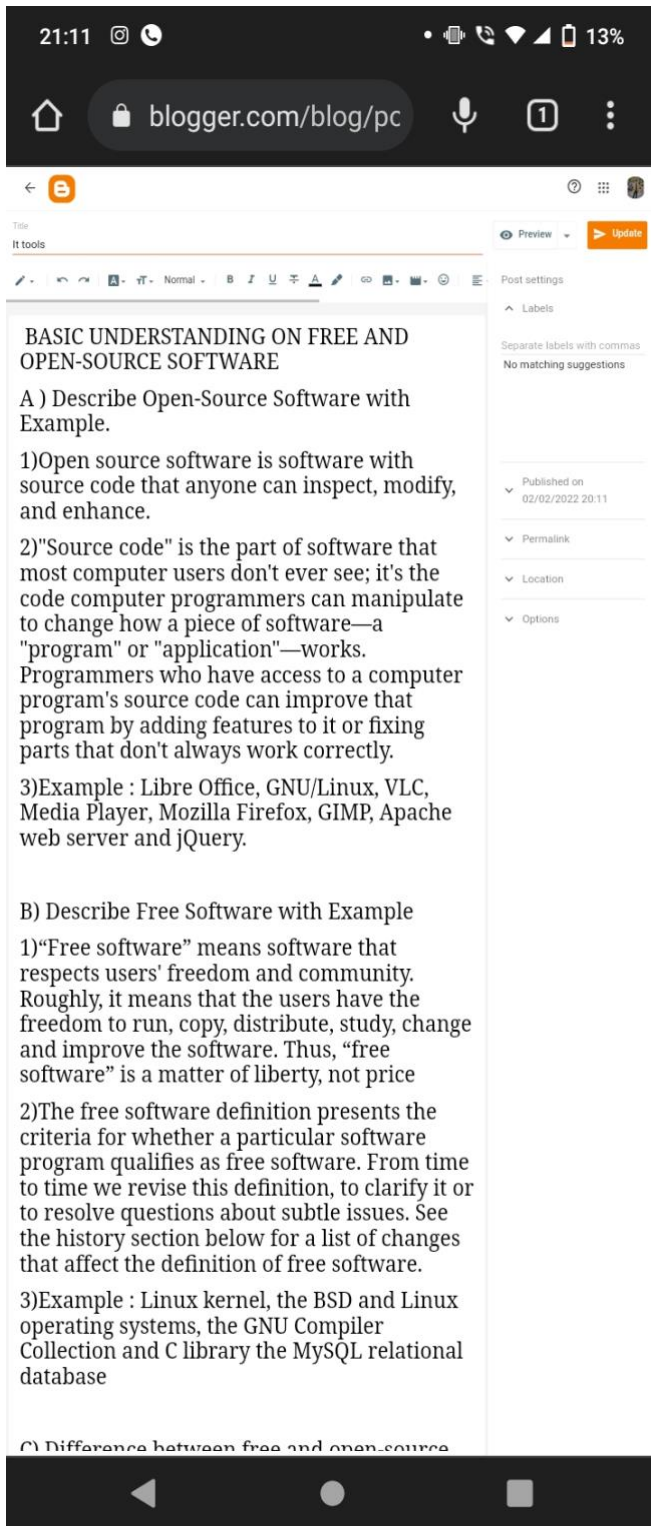 21:11
13%
blogger.com/blog/pc
1
Title
It tools
Preview
Update
Normal
B I U T A
Post settings
Labels
Separate labels with commas
No matching suggestions
Published on
02/02/2022 20:11
Permalink
Location
Options
BASIC UNDERSTANDING ON FREE AND
OPEN-SOURCE SOFTWARE
A ) Describe Open-Source Software with
Example.
1)Open source software is software with
source code that anyone can inspect, modify,
and enhance.
2)"Source code" is the part of software that
most computer users don't ever see; it's the
code computer programmers can manipulate
to change how a piece of software—a
"program" or "application"—works.
Programmers who have access to a computer
program's source code can improve that
program by adding features to it or fixing
parts that don't always work correctly.
3)Example : Libre Office, GNU/Linux, VLC,
Media Player, Mozilla Firefox, GIMP, Apache
web server and jQuery.
B) Describe Free Software with Example
1)“Free software” means software that
respects users' freedom and community.
Roughly, it means that the users have the
freedom to run, copy, distribute, study, change
and improve the software. Thus, “free
software” is a matter of liberty, not price
2)The free software definition presents the
criteria for whether a particular software
program qualifies as free software. From time
to time we revise this definition, to clarify it or
to resolve questions about subtle issues. See
the history section below for a list of changes
that affect the definition of free software.
3)Example : Linux kernel, the BSD and Linux
operating systems, the GNU Compiler
Collection and C library the MySQL relational
database
C) Difference between free and open-source